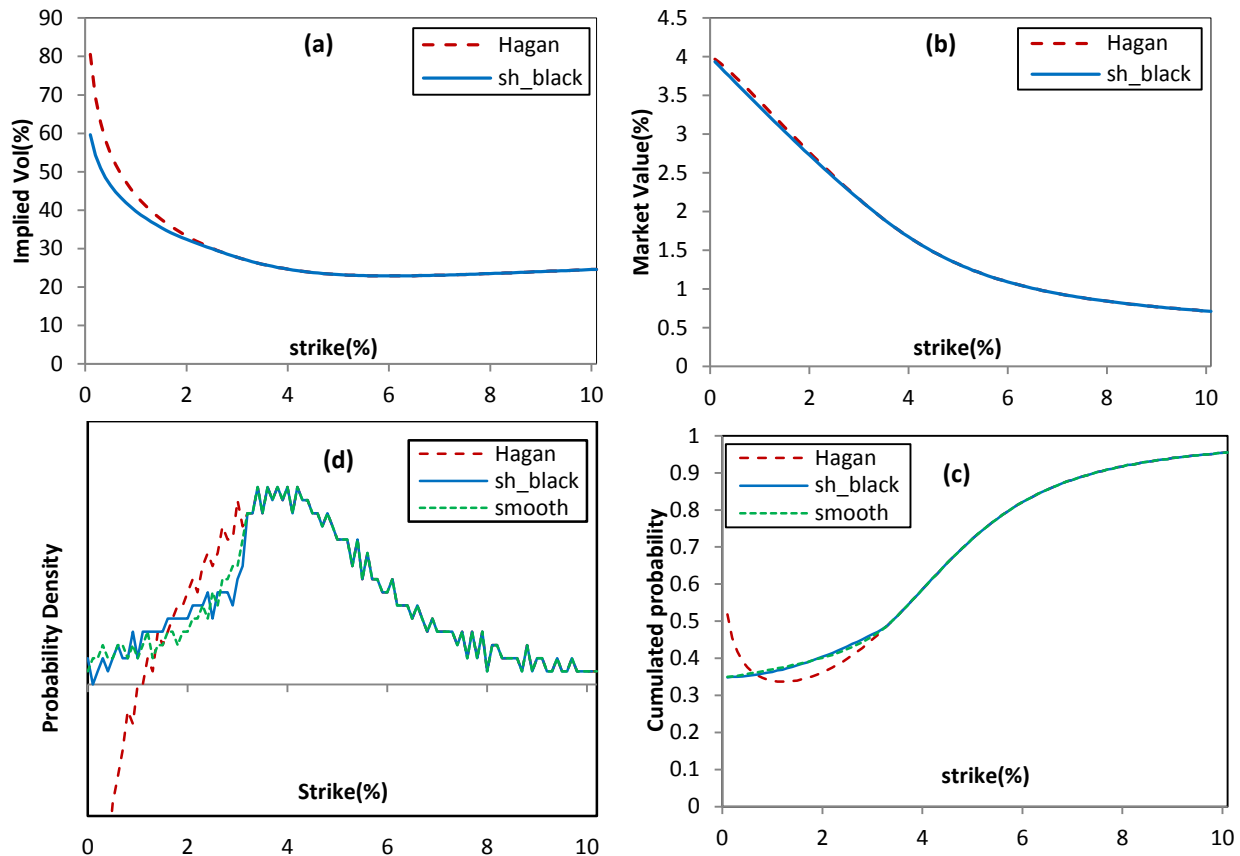 (a)
Hagan
sh_black
Implied Vol(%)
90
80
70
60
50
40
30
20
10
0
strike(%)
0 2 4 6 8 10
(b)
Hagan
sh_black
Market Value(%)
4.5
4
3.5
3
2.5
2
1.5
1
0.5
0
strike(%)
0 2 4 6 8 10
(d)
Hagan
sh_black
smooth
Probability Density
Strike(%)
0 2 4 6 8 10
(c)
Hagan
sh_black
smooth
Cumulated probability
1
0.9
0.8
0.7
0.6
0.5
0.4
0.3
0.2
0.1
0
strike(%)
0 2 4 6 8 10